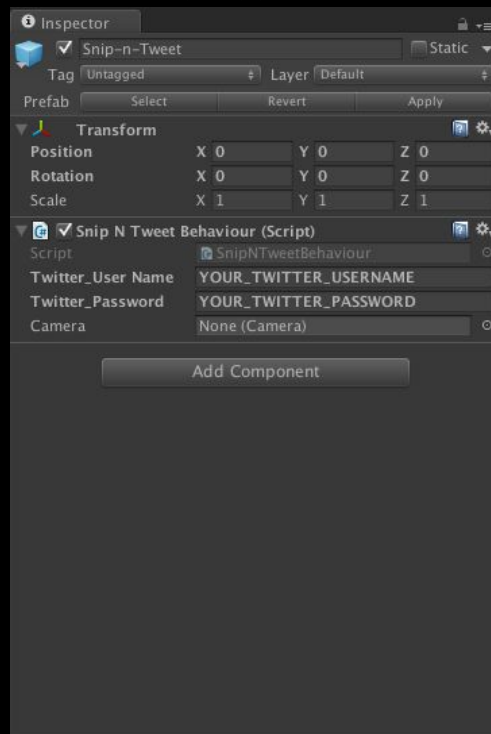 Inspector
Snip-n-Tweet Static
Tag Untagged Layer Default
Prefab Select Revert Apply
Transform
Position X 0 Y 0 Z 0
Rotation X 0 Y 0 Z 0
Scale X 1 Y 1 Z 1
Snip N Tweet Behaviour (Script)
Script SnipNTweetBehaviour
Twitter_User Name YOUR_TWITTER_USERNAME
Twitter_Password YOUR_TWITTER_PASSWORD
Camera None (Camera)
Add Component